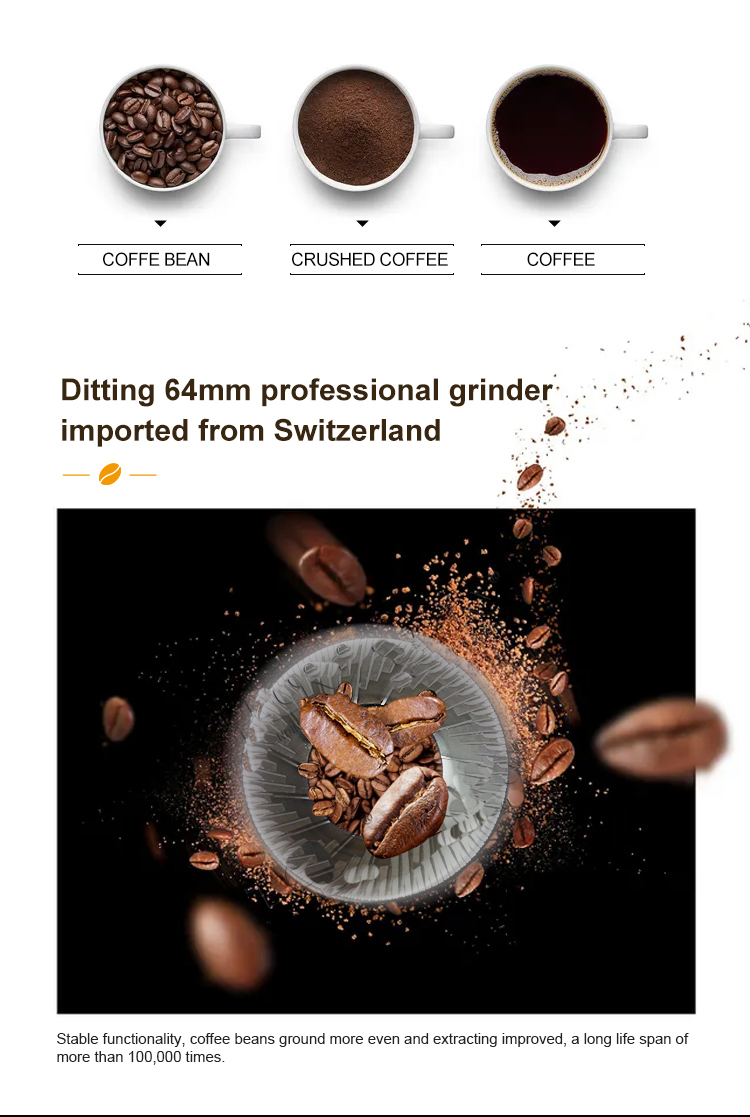 COFFE BEAN
CRUSHED COFFEE
COFFEE
Ditting 64mm professional grinder
imported from Switzerland
Stable functionality, coffee beans ground more even and extracting improved, a long life span of
more than 100,000 times.